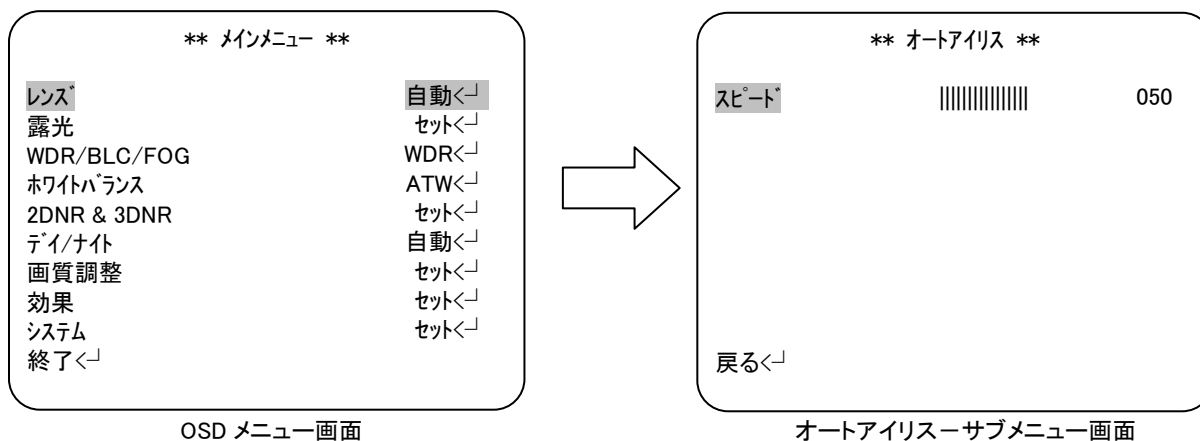 ** メインメニュー **
レンズ 自動<┘
露光 セット<┘
WDR/BLC/FOG WDR<┘
ホワイトバランス ATW<┘
2DNR & 3DNR セット<┘
デイ/ナイト 自動<┘
画質調整 セット<┘
効果 セット<┘
システム セット<┘
終了<┘
OSD メニュー画面
** オートアイリス **
スピード |||||||||||||||| 050
戻る<┘
オートアイリス－サブメニュー画面